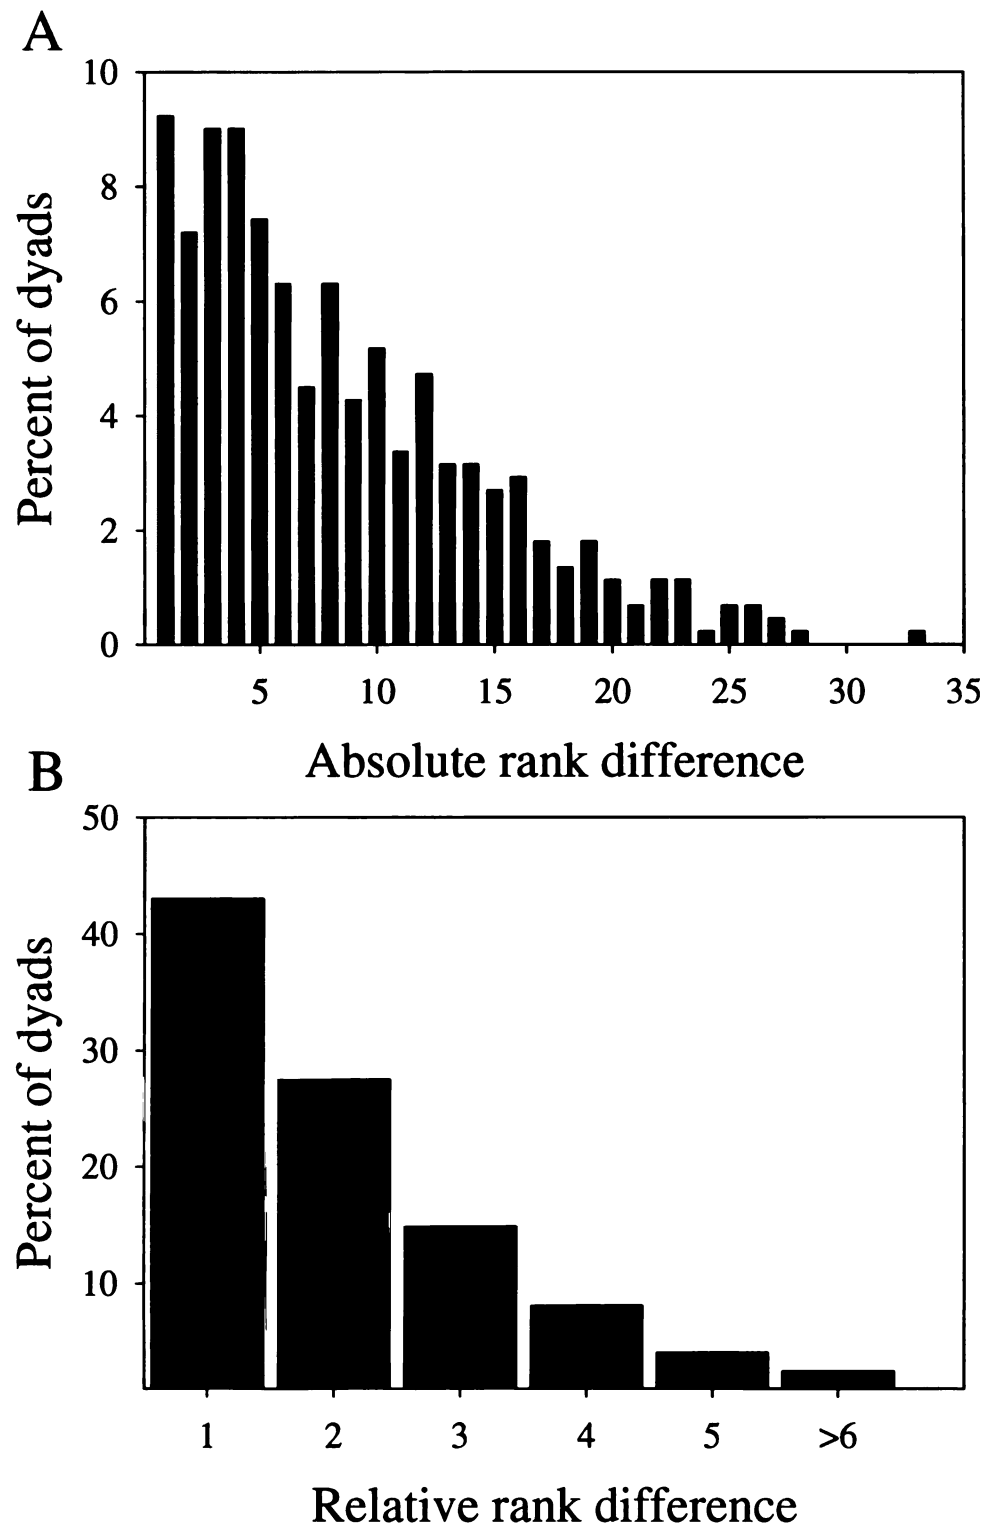 A
10
8
6
4
2
0
Percent of dyads
5 10 15 20 25 30 35
Absolute rank difference
B
50
40
30
20
10
Percent of dyads
1 2 3 4 5 >6
Relative rank difference